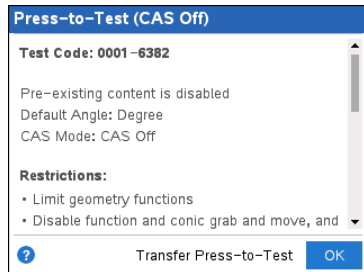 Press-to-Test (CAS Off)
Test Code: 0001-6382
Pre-existing content is disabled
Default Angle: Degree
CAS Mode: CAS Off
Restrictions:
• Limit geometry functions
• Disable function and conic grab and move, and
?
Transfer Press-to-Test
OK